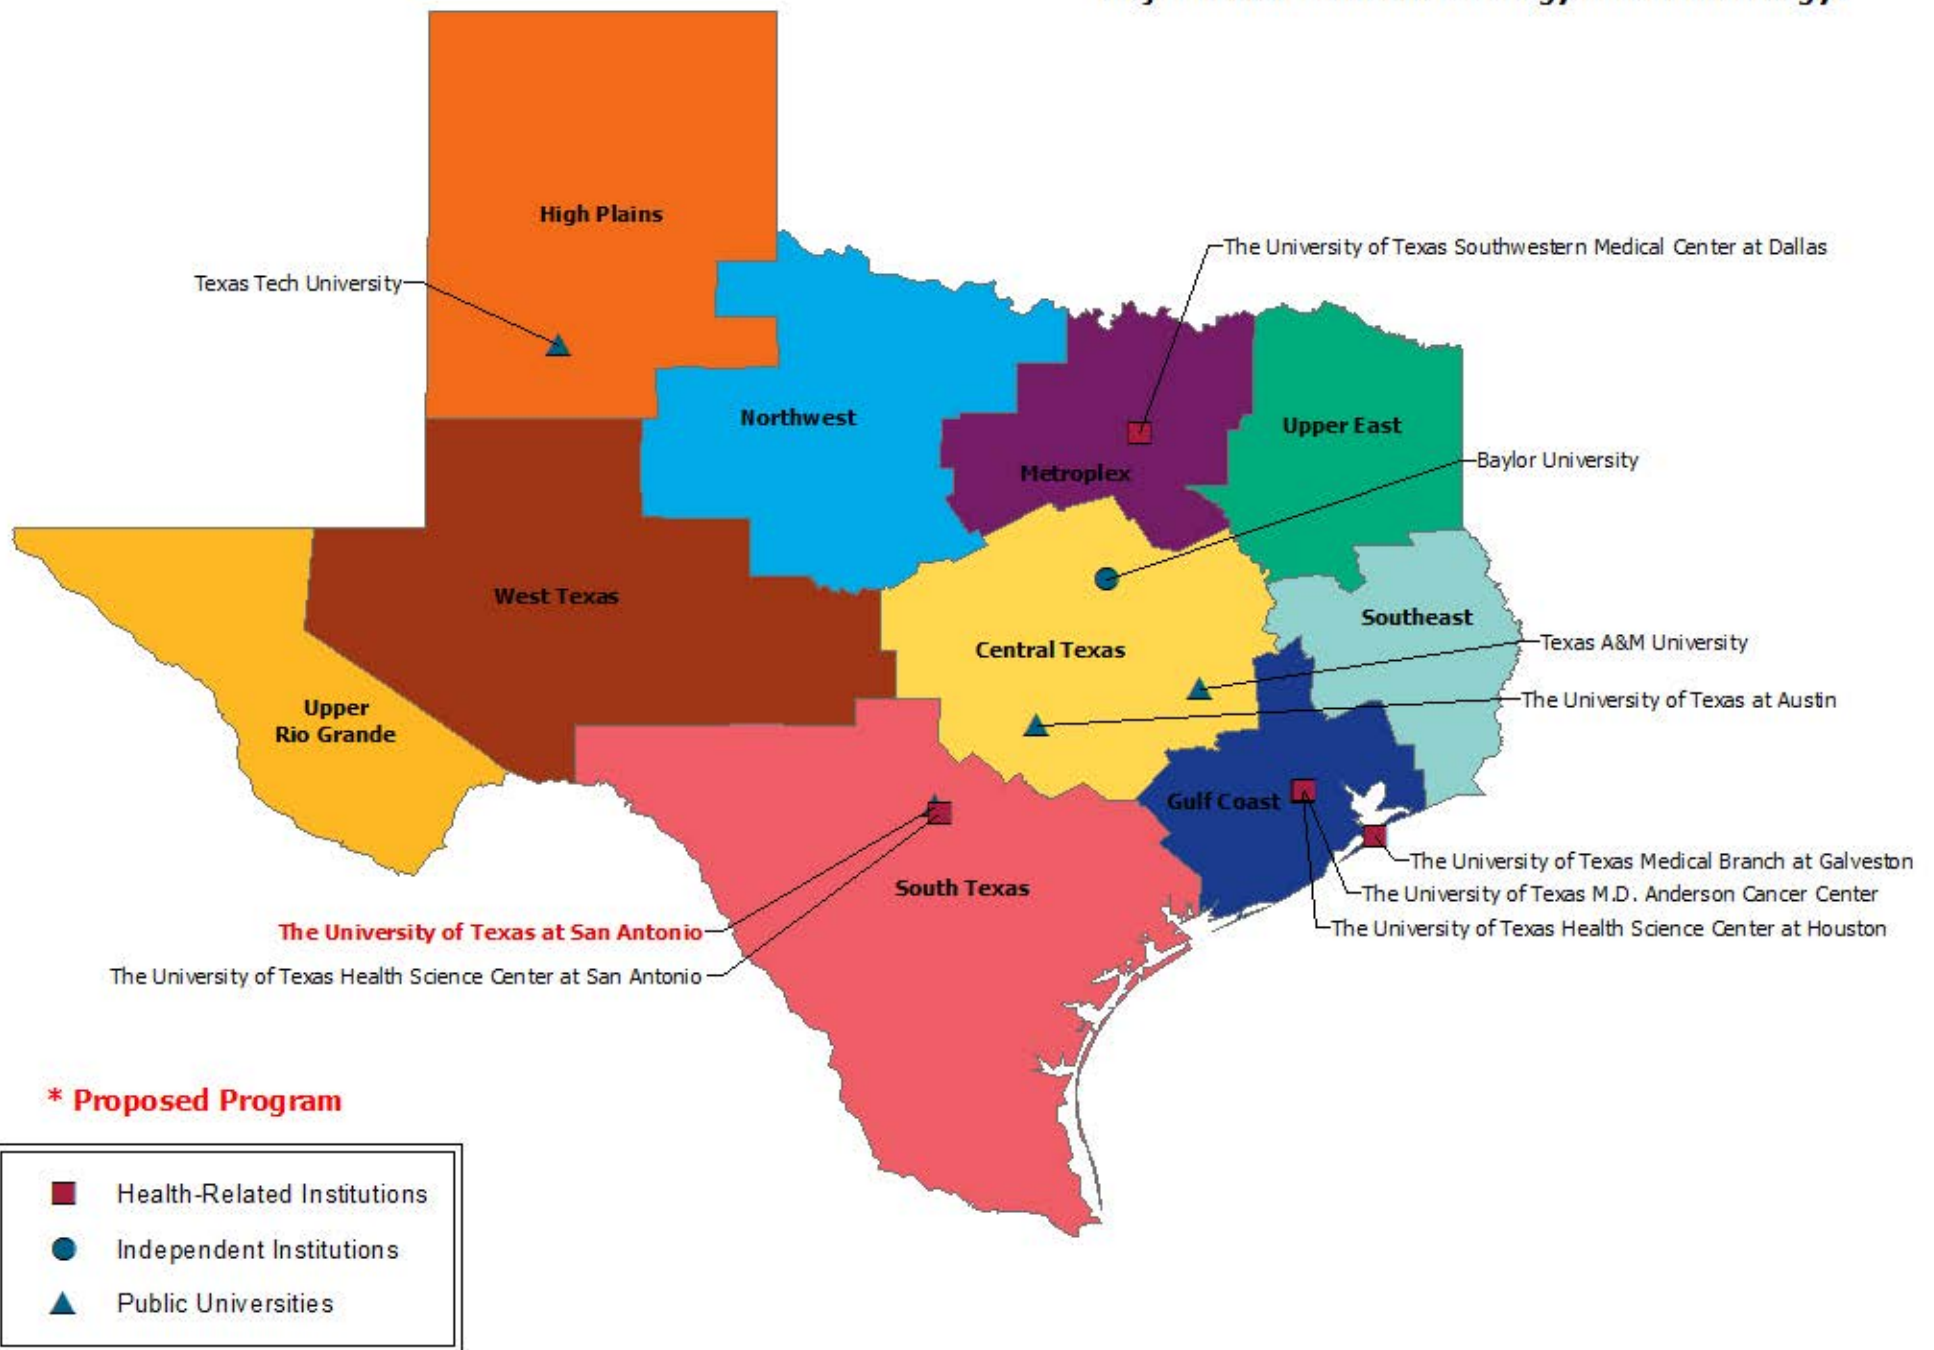 High Plains
The University of Texas Southwestern Medical Center at Dallas
Texas Tech University
Northwest
Upper East
Baylor University
Metroplex
West Texas
Southeast
Texas A&M University
Central Texas
The University of Texas at Austin
Upper
Rio Grande
Gulf Coast
The University of Texas Medical Branch at Galveston
South Texas
The University of Texas M.D. Anderson Cancer Center
The University of Texas Health Science Center at Houston
The University of Texas at San Antonio
The University of Texas Health Science Center at San Antonio
* Proposed Program
Health-Related Institutions
Independent Institutions
Public Universities